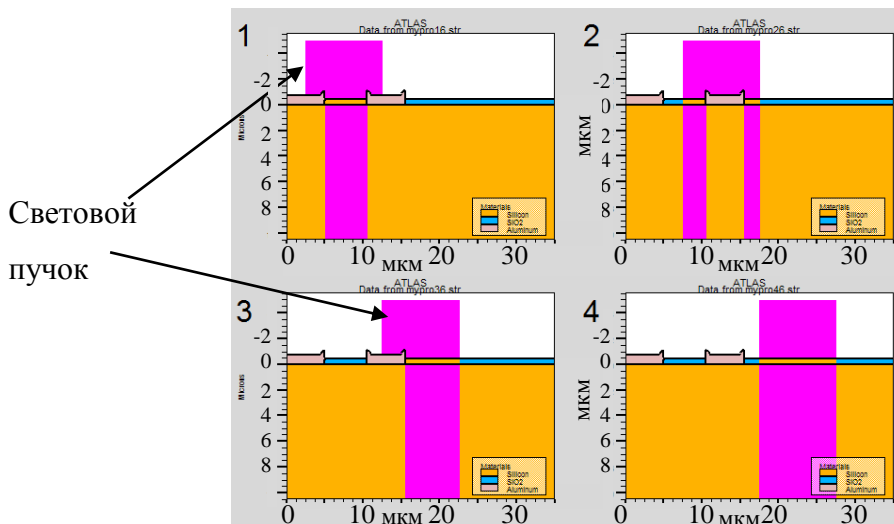 Световой
пучок
1
ATLAS
Data from mypro16.str
-2
0
2
4
6
8
Microns
Materials
Silicon
SiO2
Aluminum
0 10 мкм 20 30
2
ATLAS
Data from mypro26.str
-2
0
2
4
6
8
мкм
Materials
Silicon
SiO2
Aluminum
0 10 мкм 20 30
3
ATLAS
Data from mypro36.str
-2
0
2
4
6
8
Microns
Materials
Silicon
SiO2
Aluminum
0 10 мкм 20 30
4
ATLAS
Data from mypro46.str
-2
0
2
4
6
8
мкм
Materials
Silicon
SiO2
Aluminum
0 10 мкм 20 30